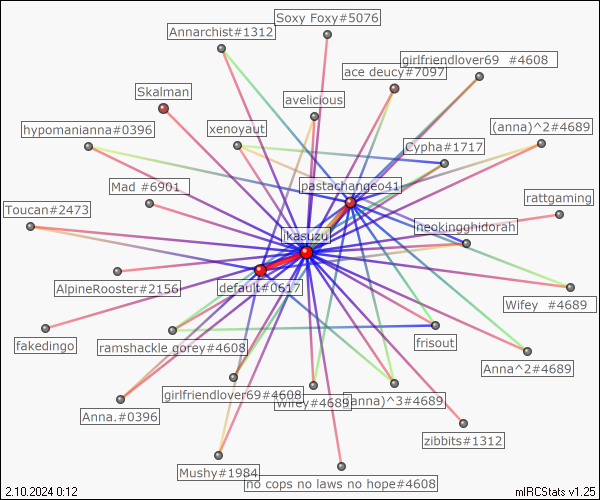 Soxy Foxy#5076
Annarchist#1312
girlfriendlover69 #4608
ace deucy#7097
Skalman
avelicious
hypomanianna#0396
xenoyaut
(anna)^2#4689
Cypha#1717
pastachangeo41
Mad #6901
rattgaming
Toucan#2473
neokingghidorah
jkasuzu
AlpineRooster#2156
default#0617
Wifey #4689
fakedingo
ramshackle gorey#4608
frisout
Anna^2#4689
girlfriendlover69#4608
Wifey#4689
(anna)^3#4689
Anna.#0396
zibbits#1312
Mushy#1984
no cops no laws no hope#4608
2.10.2024 0:12
mIRCStats v1.25